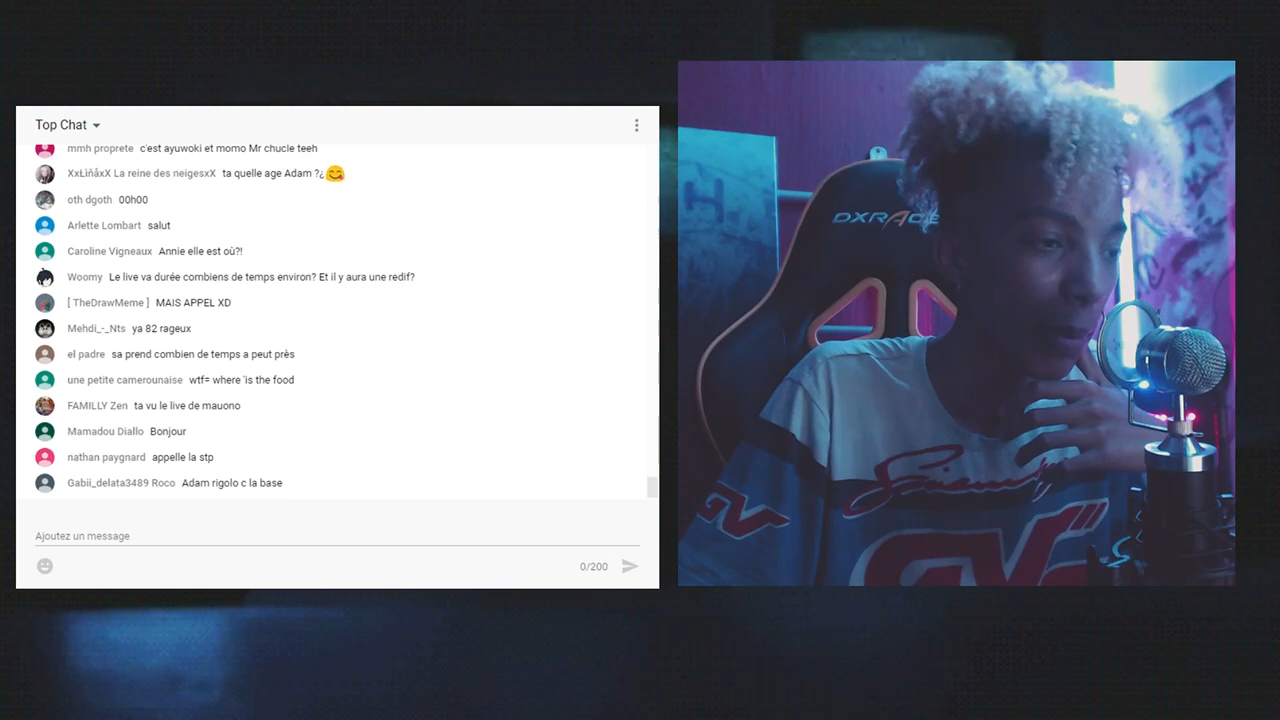 Top Chat
mmh proprete c'est ayuwoki et momo Mr chucle teeh
XxŁìñåxX La reine des neigesxX ta quelle age Adam ?¿
oth dgoth 00h00
Arlette Lombart salut
Caroline Vigneaux Annie elle est où?!
Woomy Le live va durée combiens de temps environ? Et il y aura une redif?
[ TheDrawMeme ] MAIS APPEL XD
Mehdi_-_Nts ya 82 rageux
el padre sa prend combien de temps a peut près
une petite camerounaise wtf= where 'is the food
FAMILLY Zen ta vu le live de mauono
Mamadou Diallo Bonjour
nathan paygnard appelle la stp
Gabii_delata3489 Roco Adam rigolo c la base
Ajoutez un message
0/200
DXRACE